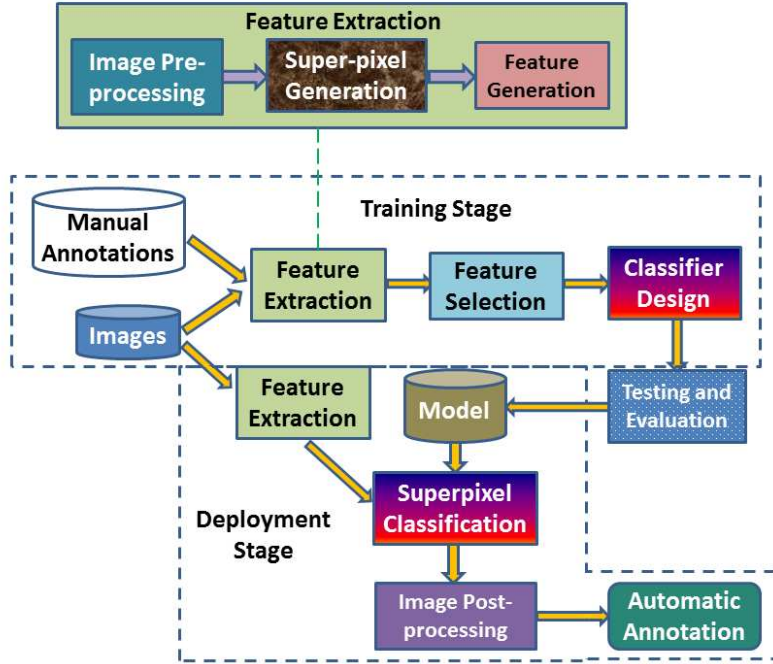 Feature Extraction
Image Pre-
processing
Super-pixel
Generation
Feature
Generation
Manual
Annotations
Training Stage
Feature
Extraction
Feature
Selection
Classifier
Design
Images
Feature
Extraction
Model
Testing and
Evaluation
Superpixel
Classification
Deployment
Stage
Image Post-
processing
Automatic
Annotation